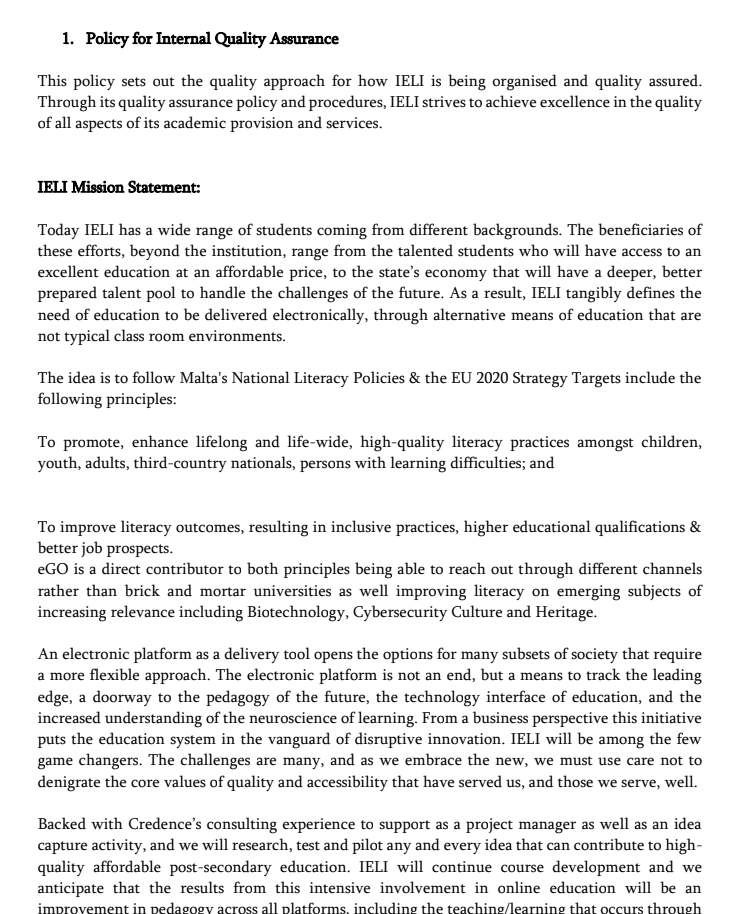 1. Policy for Internal Quality Assurance
This policy sets out the quality approach for how IELI is being organised and quality assured.
Through its quality assurance policy and procedures, IELI strives to achieve excellence in the quality
of all aspects of its academic provision and services.
IELI Mission Statement:
Today IELI has a wide range of students coming from different backgrounds. The beneficiaries of
these efforts, beyond the institution, range from the talented students who will have access to an
excellent education at an affordable price, to the state's economy that will have a deeper, better
prepared talent pool to handle the challenges of the future. As a result, IELI tangibly defines the
need of education to be delivered electronically, through alternative means of education that are
not typical class room environments.
The idea is to follow Malta's National Literacy Policies & the EU 2020 Strategy Targets include the
following principles:
To promote, enhance lifelong and life-wide, high-quality literacy practices amongst children,
youth, adults, third-country nationals, persons with learning difficulties; and
To improve literacy outcomes, resulting in inclusive practices, higher educational qualifications &
better job prospects.
eGO is a direct contributor to both principles being able to reach out through different channels
rather than brick and mortar universities as well improving literacy on emerging subjects of
increasing relevance including Biotechnology, Cybersecurity Culture and Heritage.
An electronic platform as a delivery tool opens the options for many subsets of society that require
a more flexible approach. The electronic platform is not an end, but a means to track the leading
edge, a doorway to the pedagogy of the future, the technology interface of education, and the
increased understanding of the neuroscience of learning. From a business perspective this initiative
puts the education system in the vanguard of disruptive innovation. IELI will be among the few
game changers. The challenges are many, and as we embrace the new, we must use care not to
denigrate the core values of quality and accessibility that have served us, and those we serve, well.
Backed with Credence's consulting experience to support as a project manager as well as an idea
capture activity, and we will research, test and pilot any and every idea that can contribute to high-
quality affordable post-secondary education. IELI will continue course development and we
anticipate that the results from this intensive involvement in online education will be an
improvement in pedagogy across all platforms, including the teaching/learning that occurs through